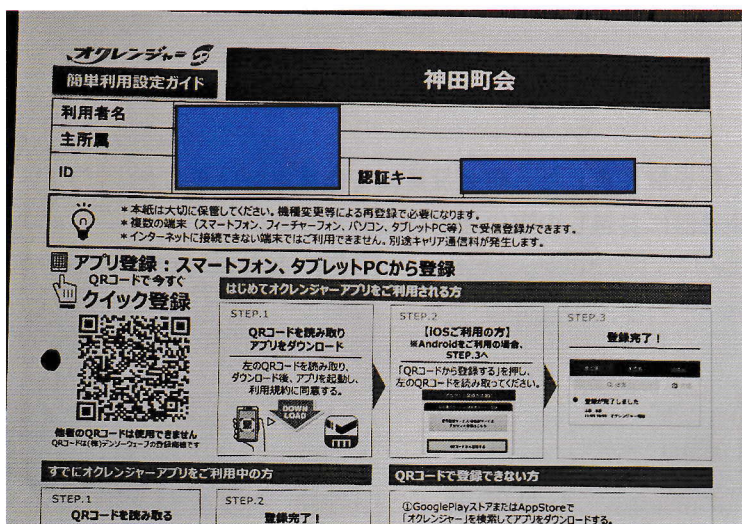 オクレンジャー
簡単利用設定ガイド
神田町会
利用者名
主所属
ID
認証キー
*本紙は大切に保管してください。機種変更等による再登録で必要になります。
*複数の端末（スマートフォン、フィーチャーフォン、パソコン、タブレットPC等）で受信登録ができます。
*インターネットに接続できない端末ではご利用できません。別途キャリア通信料が発生します。
アプリ登録：スマートフォン、タブレットPCから登録
QRコードで今すぐ
クイック登録
他者のQRコードは使用できません
QRコードは(株)デンソーウェーブの登録商標です
はじめてオクレンジャーアプリをご利用される方
STEP.1
QRコードを読み取り
アプリをダウンロード
左のQRコードを読み取り、
ダウンロード後、アプリを起動し、
利用規約に同意する。
DOWN
LOAD
STEP.2
【iOSご利用の方】
※Androidをご利用の場合、
STEP.3へ
「QRコードから登録する」を押し、
左のQRコードを読み取ってください。
QRコードから登録する
STEP.3
登録完了！
登録が完了しました
すでにオクレンジャーアプリをご利用中の方
STEP.1
QRコードを読み取る
STEP.2
登録完了！
QRコードで登録できない方
①GooglePlayストアまたはAppStoreで
「オクレンジャー」を検索してアプリをダウンロードする。